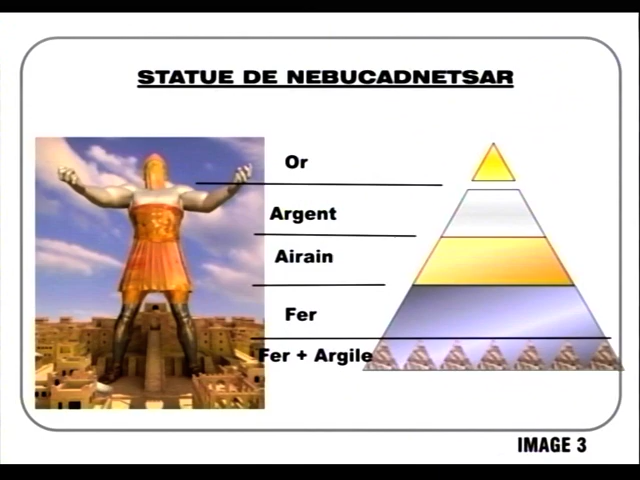 STATUE DE NEBUCADNETSAR
Or
Argent
Airain
Fer
Fer + Argile
IMAGE 3